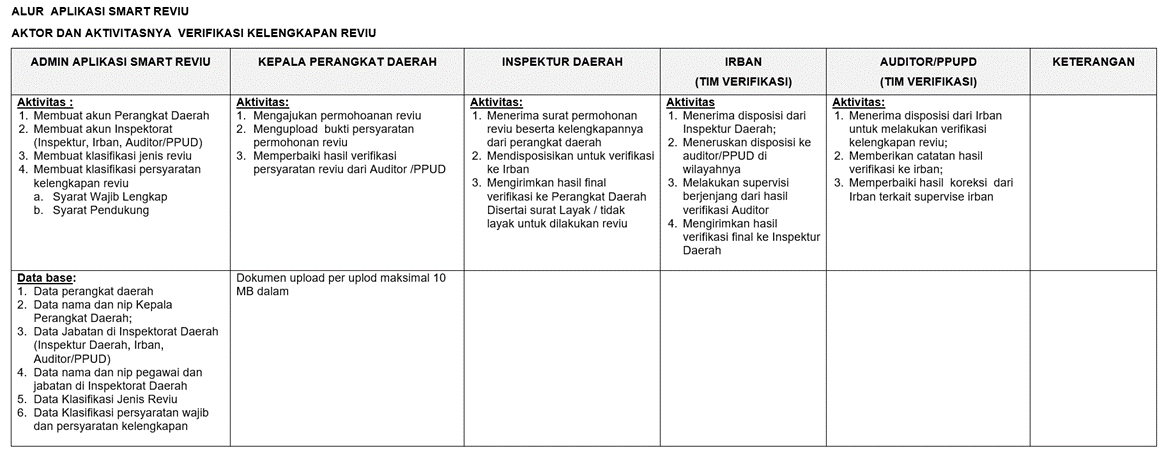 ALUR APLIKASI SMART REVIU
AKTOR DAN AKTIVITASNYA VERIFIKASI KELENGKAPAN REVIU
ADMIN APLIKASI SMART REVIU
KEPALA PERANGKAT DAERAH
INSPEKTUR DAERAH
IRBAN
(TIM VERIFIKASI)
AUDITOR/PPUPD
(TIM VERIFIKASI)
KETERANGAN
Aktivitas :
1. Membuat akun Perangkat Daerah
2. Membuat akun Inspektorat
(Inspektur, Irban, Auditor/PPUD)
3. Membuat klasifikasi jenis reviu
4. Membuat klasifikasi persyaratan
kelengkapan reviu
a. Syarat Wajib Lengkap
b. Syarat Pendukung
Aktivitas:
1. Mengajukan permohoanan reviu
2. Mengupload bukti persyaratan
permohonan reviu
3. Memperbaiki hasil verifikasi
persyaratan reviu dari Auditor /PPUD
Aktivitas:
1. Menerima surat permohonan
reviu beserta kelengkapannya
dari perangkat daerah
2. Mendisposisikan untuk verifikasi
ke Irban
3. Mengirimkan hasil final
verifikasi ke Perangkat Daerah
Disertai surat Layak / tidak
layak untuk dilakukan reviu
Aktivitas
1. Menerima disposisi dari
Inspektur Daerah;
2. Meneruskan disposisi ke
auditor/PPUD di
wilayahnya
3. Melakukan supervisi
berjenjang dari hasil
verifikasi Auditor
4. Mengirimkan hasil
verifikasi final ke Inspektur
Daerah
Aktivitas:
1. Menerima disposisi dari Irban
untuk melakukan verifikasi
kelengkapan reviu;
2. Memberikan catatan hasil
verifikasi ke irban;
3. Memperbaiki hasil koreksi dari
Irban terkait supervise irban
Data base:
1. Data perangkat daerah
2. Data nama dan nip Kepala
Perangkat Daerah;
3. Data Jabatan di Inspektorat Daerah
(Inspektur Daerah, Irban,
Auditor/PPUD)
4. Data nama dan nip pegawai dan
jabatan di Inspektorat Daerah
5. Data Klasifikasi Jenis Reviu
6. Data Klasifikasi persyaratan wajib
dan persyaratan kelengkapan
Dokumen upload per uplod maksimal 10
MB dalam